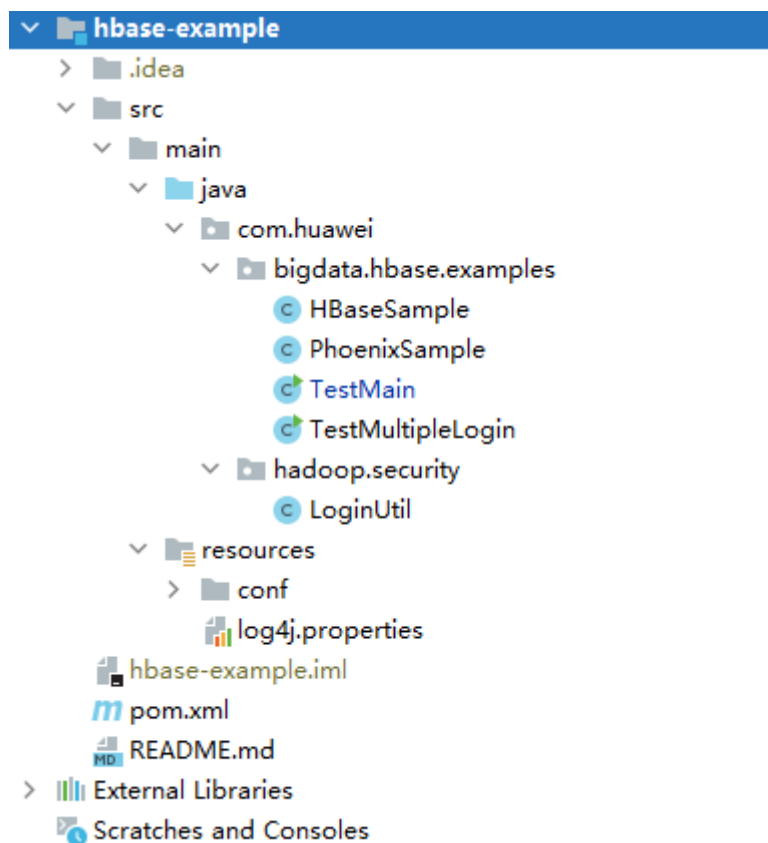 hbase-example
.idea
src
main
java
com.huawei
bigdata.hbase.examples
C HBaseSample
C PhoenixSample
C TestMain
C TestMultipleLogin
hadoop.security
C LoginUtil
resources
conf
log4j.properties
hbase-example.iml
m pom.xml
MD README.md
External Libraries
Scratches and Consoles